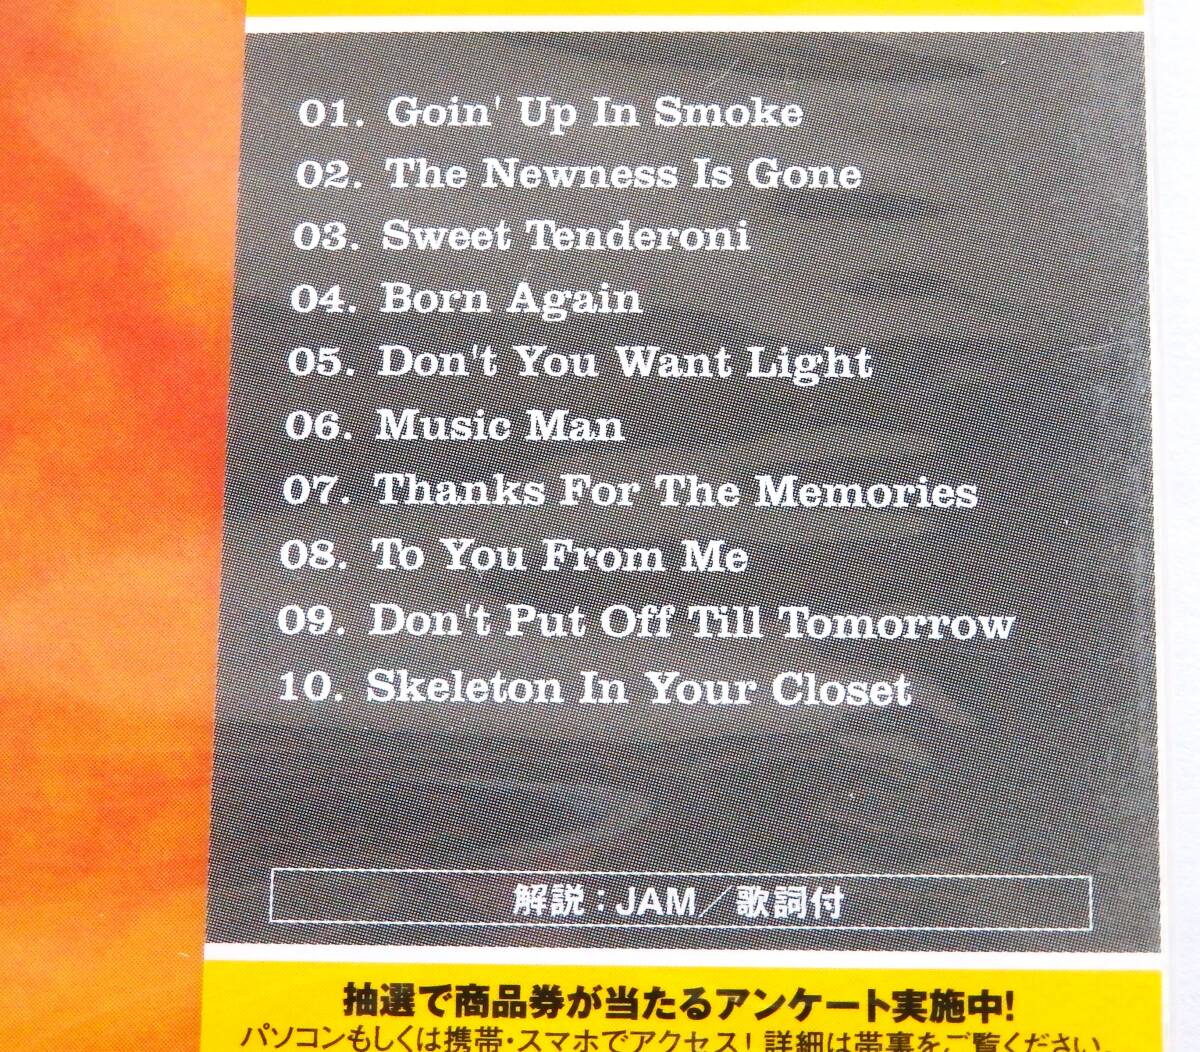 01. Goin' Up In Smoke
02. The Newness Is Gone
03. Sweet Tenderoni
04. Born Again
05. Don't You Want Light
06. Music Man
07. Thanks For The Memories
08. To You From Me
09. Don't Put Off Till Tomorrow
10. Skeleton In Your Closet
解説：JAM／歌詞付
抽選で商品券が当たるアンケート実施中!
パソコンもしくは携帯・スマホでアクセス！詳細は帯裏をご覧ください。